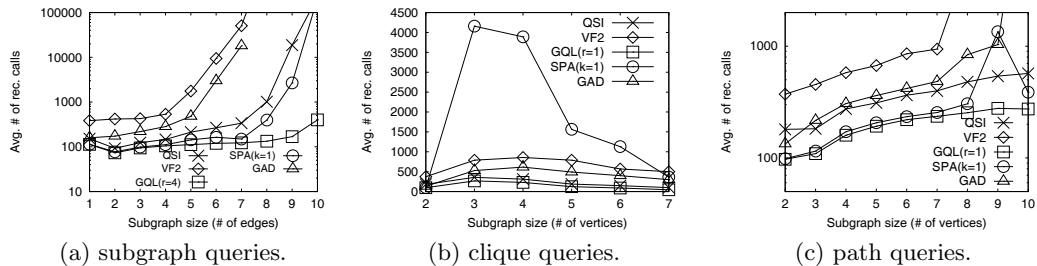 Avg. # of rec. calls
100000
10000
1000
100
10
1 2 3 4 5 6 7 8 9 10
Subgraph size (# of edges)
QSI
VF2
GQL(r=4)
SPA(k=1)
GAD
(a) subgraph queries.
Avg. # of rec. calls
4500
4000
3500
3000
2500
2000
1500
1000
500
0
2 3 4 5 6 7
Subgraph size (# of vertices)
QSI
VF2
GQL(r=1)
SPA(k=1)
GAD
(b) clique queries.
Avg. # of rec. calls
1000
100
2 3 4 5 6 7 8 9 10
Subgraph size (# of vertices)
QSI
VF2
GQL(r=1)
SPA(k=1)
GAD
(c) path queries.